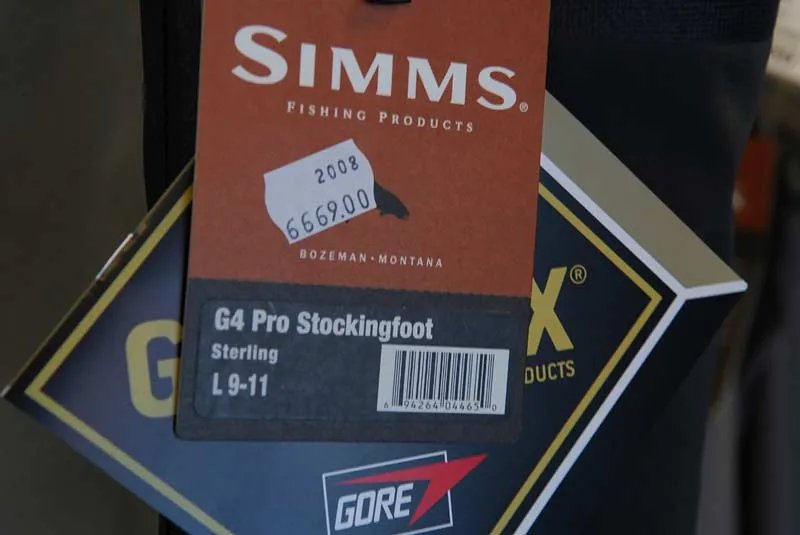 SIMMS®
FISHING PRODUCTS
2008
6669.00
BOZEMAN • MONTANA
G4 Pro Stockingfoot
Sterling
L 9-11
6 94264 04465 0
G X®
DUCTS
GORE